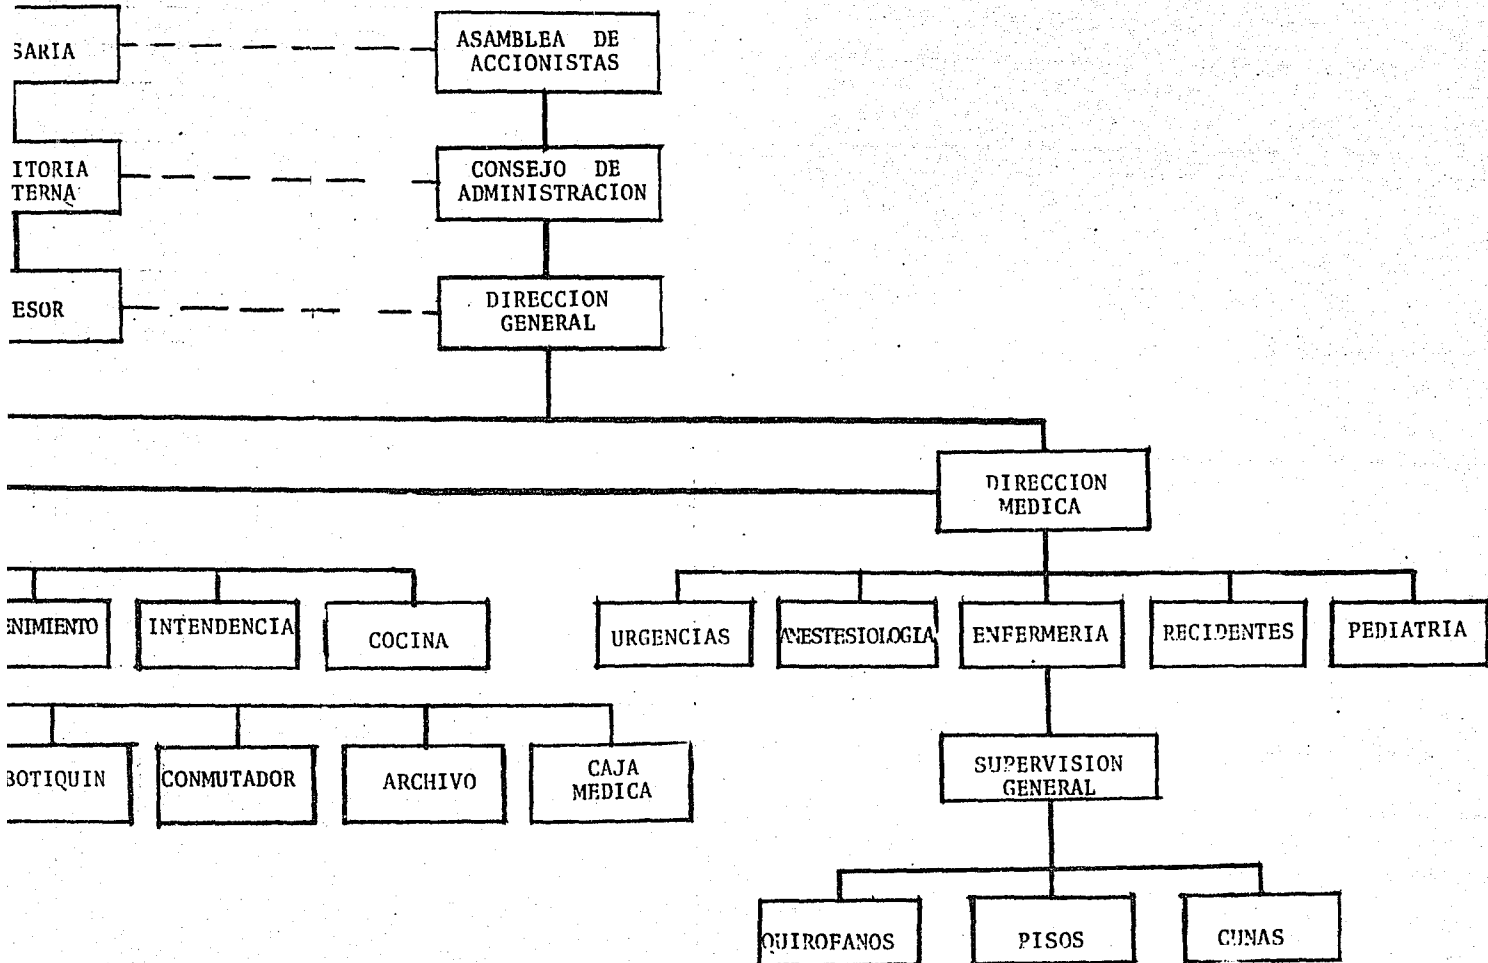 SARIA
ASAMBLEA DE
ACCIONISTAS
ITORIA
TERNA
CONSEJO DE
ADMINISTRACION
ESOR
DIRECCION
GENERAL
DIRECCION
MEDICA
ENIMIENTO
INTENDENCIA
COCINA
URGENCIAS
ANESTESIOLOGIA
ENFERMERIA
RECIDENTES
PEDIATRIA
BOTIQUIN
CONMUTADOR
ARCHIVO
CAJA
MEDICA
SUPERVISION
GENERAL
QUIROFANOS
PISOS
CUNAS